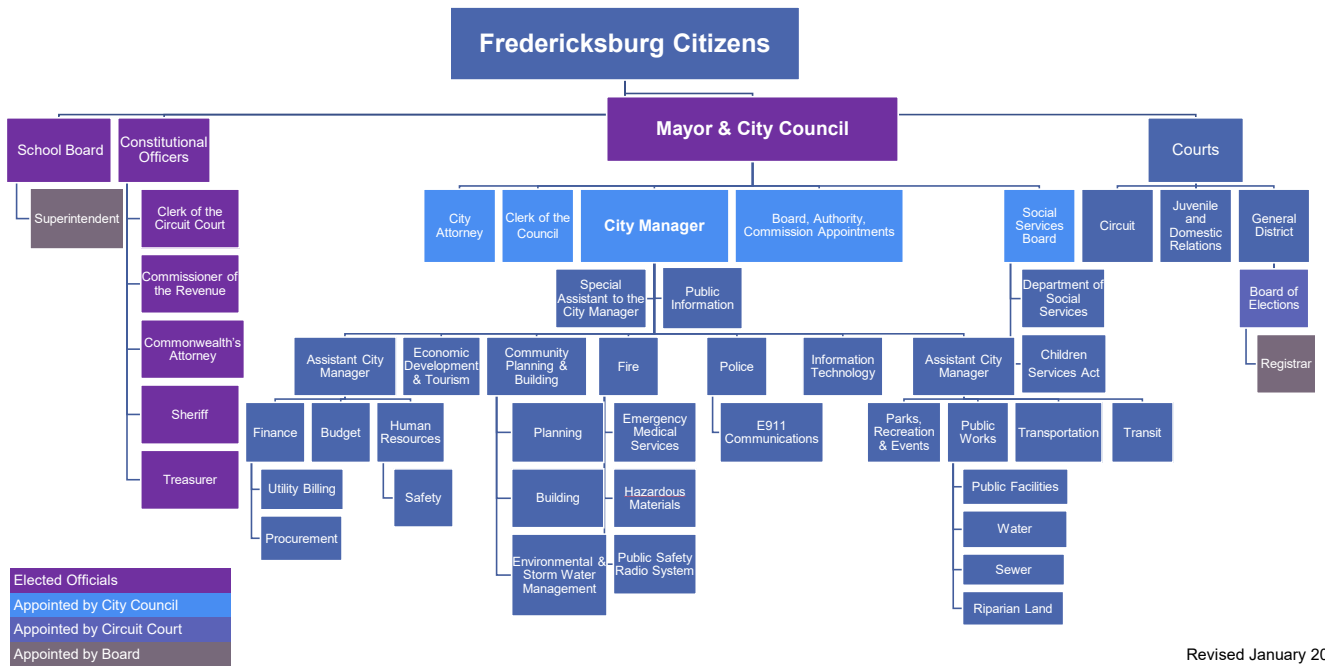 Fredericksburg Citizens
Mayor & City Council
School Board
Constitutional
Officers
Courts
Superintendent
Clerk of the
Circuit Court
Commissioner of
the Revenue
Commonwealth's
Attorney
Sheriff
Treasurer
City
Attorney
Clerk of the
Council
City Manager
Board, Authority,
Commission Appointments
Social
Services
Board
Circuit
Juvenile
and
Domestic
Relations
General
District
Special
Assistant to the
City Manager
Public
Information
Department of
Social
Services
Board of
Elections
Children
Services Act
Registrar
Assistant City
Manager
Economic
Development
& Tourism
Community
Planning &
Building
Fire
Police
Information
Technology
Assistant City
Manager
Finance
Budget
Human
Resources
Planning
Emergency
Medical
Services
E911
Communications
Parks,
Recreation
& Events
Public
Works
Transportation
Transit
Utility Billing
Safety
Building
Hazardous
Materials
Public Facilities
Procurement
Water
Environmental &
Storm Water
Management
Public Safety
Radio System
Sewer
Riparian Land
Elected Officials
Appointed by City Council
Appointed by Circuit Court
Appointed by Board
Revised January 20